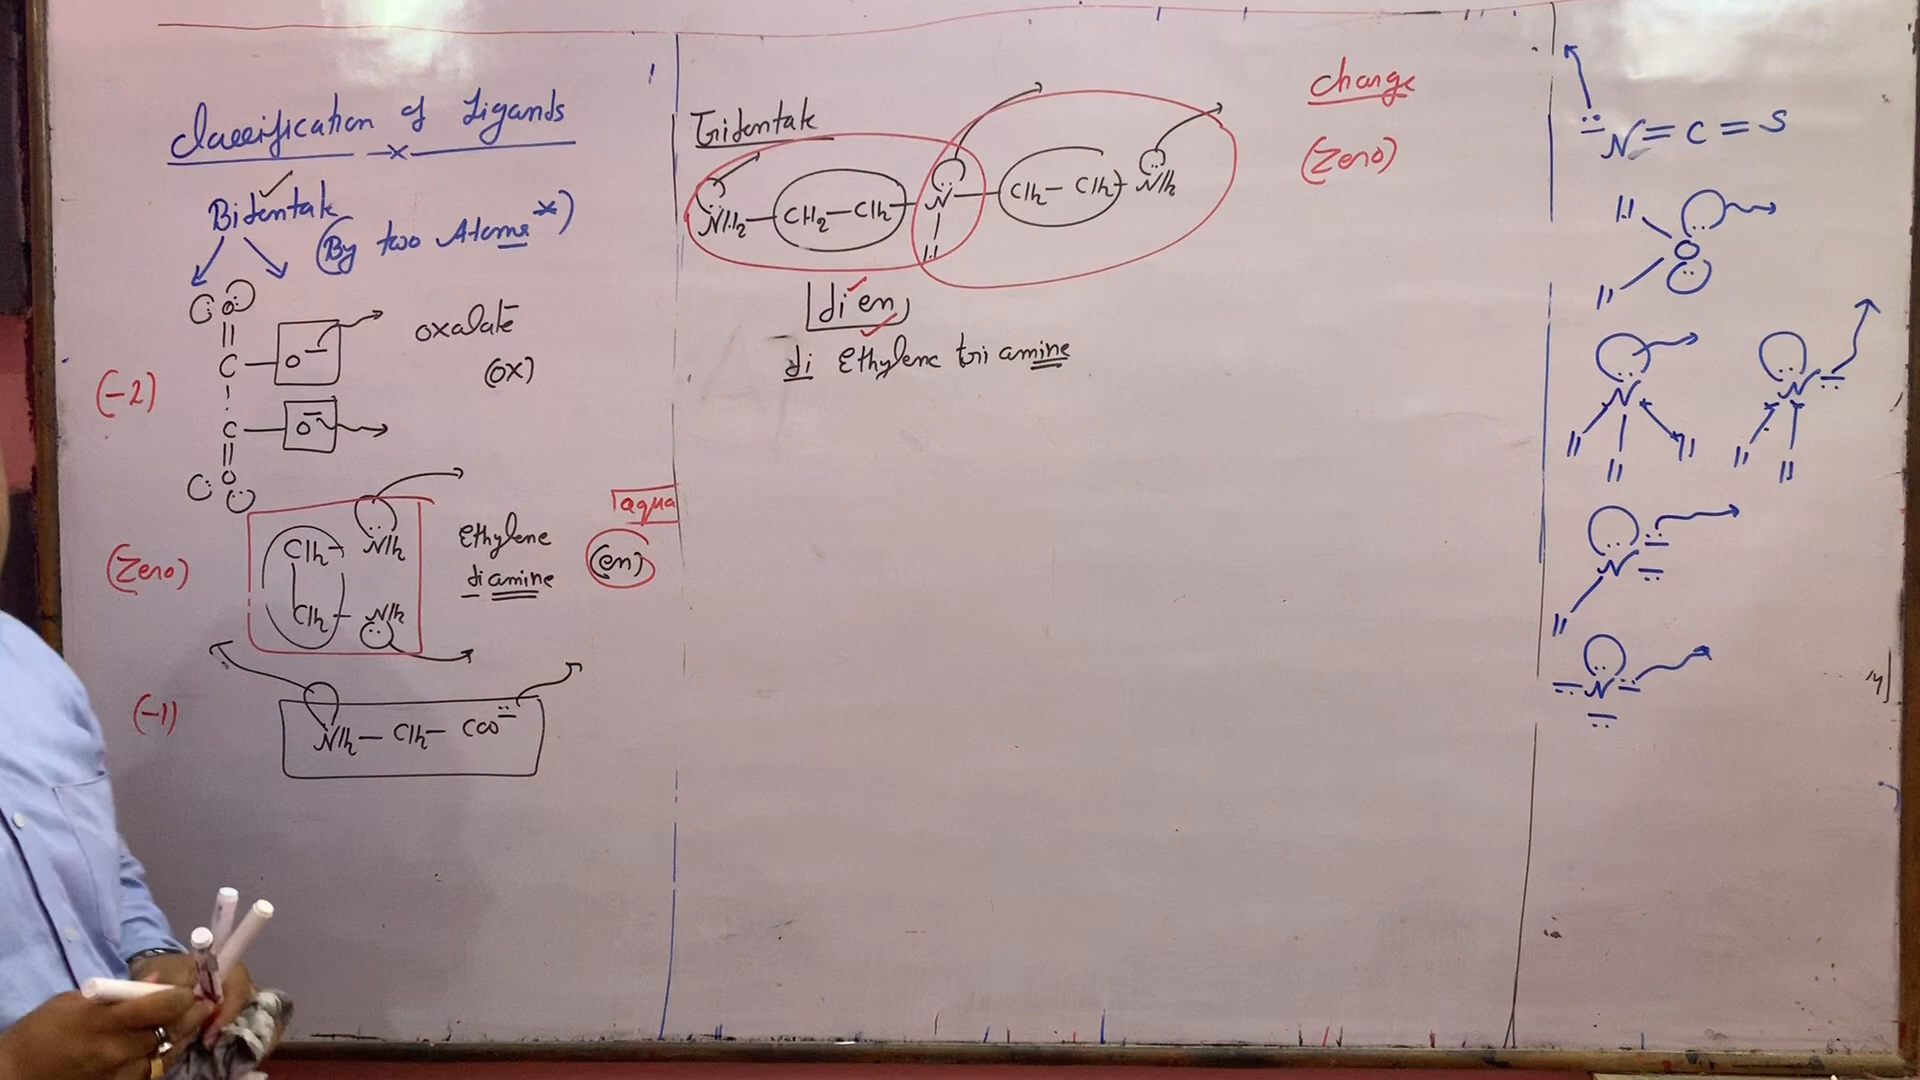 Classification of Ligands
Bidentate
(By two Atoms*)
O
||
C — O⁻
C — O⁻
||
O
(-2)
oxalate
(ox)
(Zero)
CH₂ — NH₂
|
CH₂ — NH₂
Ethylene
diamine
aqua
(en)
(-1)
NH₂ — CH₂ — COO⁻
Tridentate
NH₂ — CH₂ — CH₂ — N — CH₂ — CH₂ — NH₂
|
H
dien
di Ethylene tri amine
charge
(Zero)
N = C = S
H
O
H
N
H H H
N
H H
N
H
N